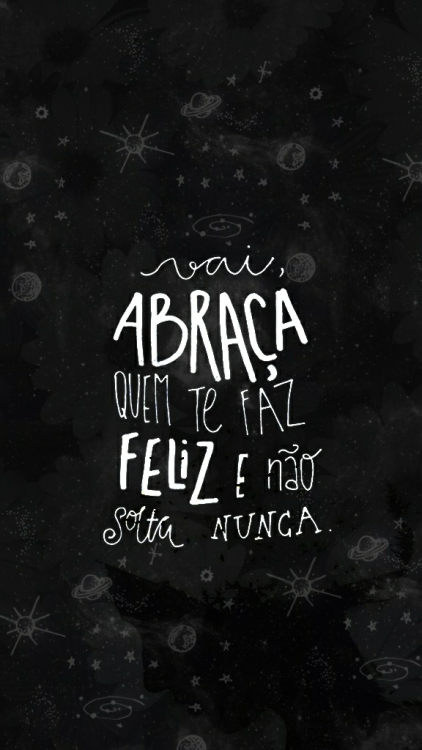 vai,
ABRAÇA
QUEM TE FAZ
FELiZ E não
solta NUNCA.